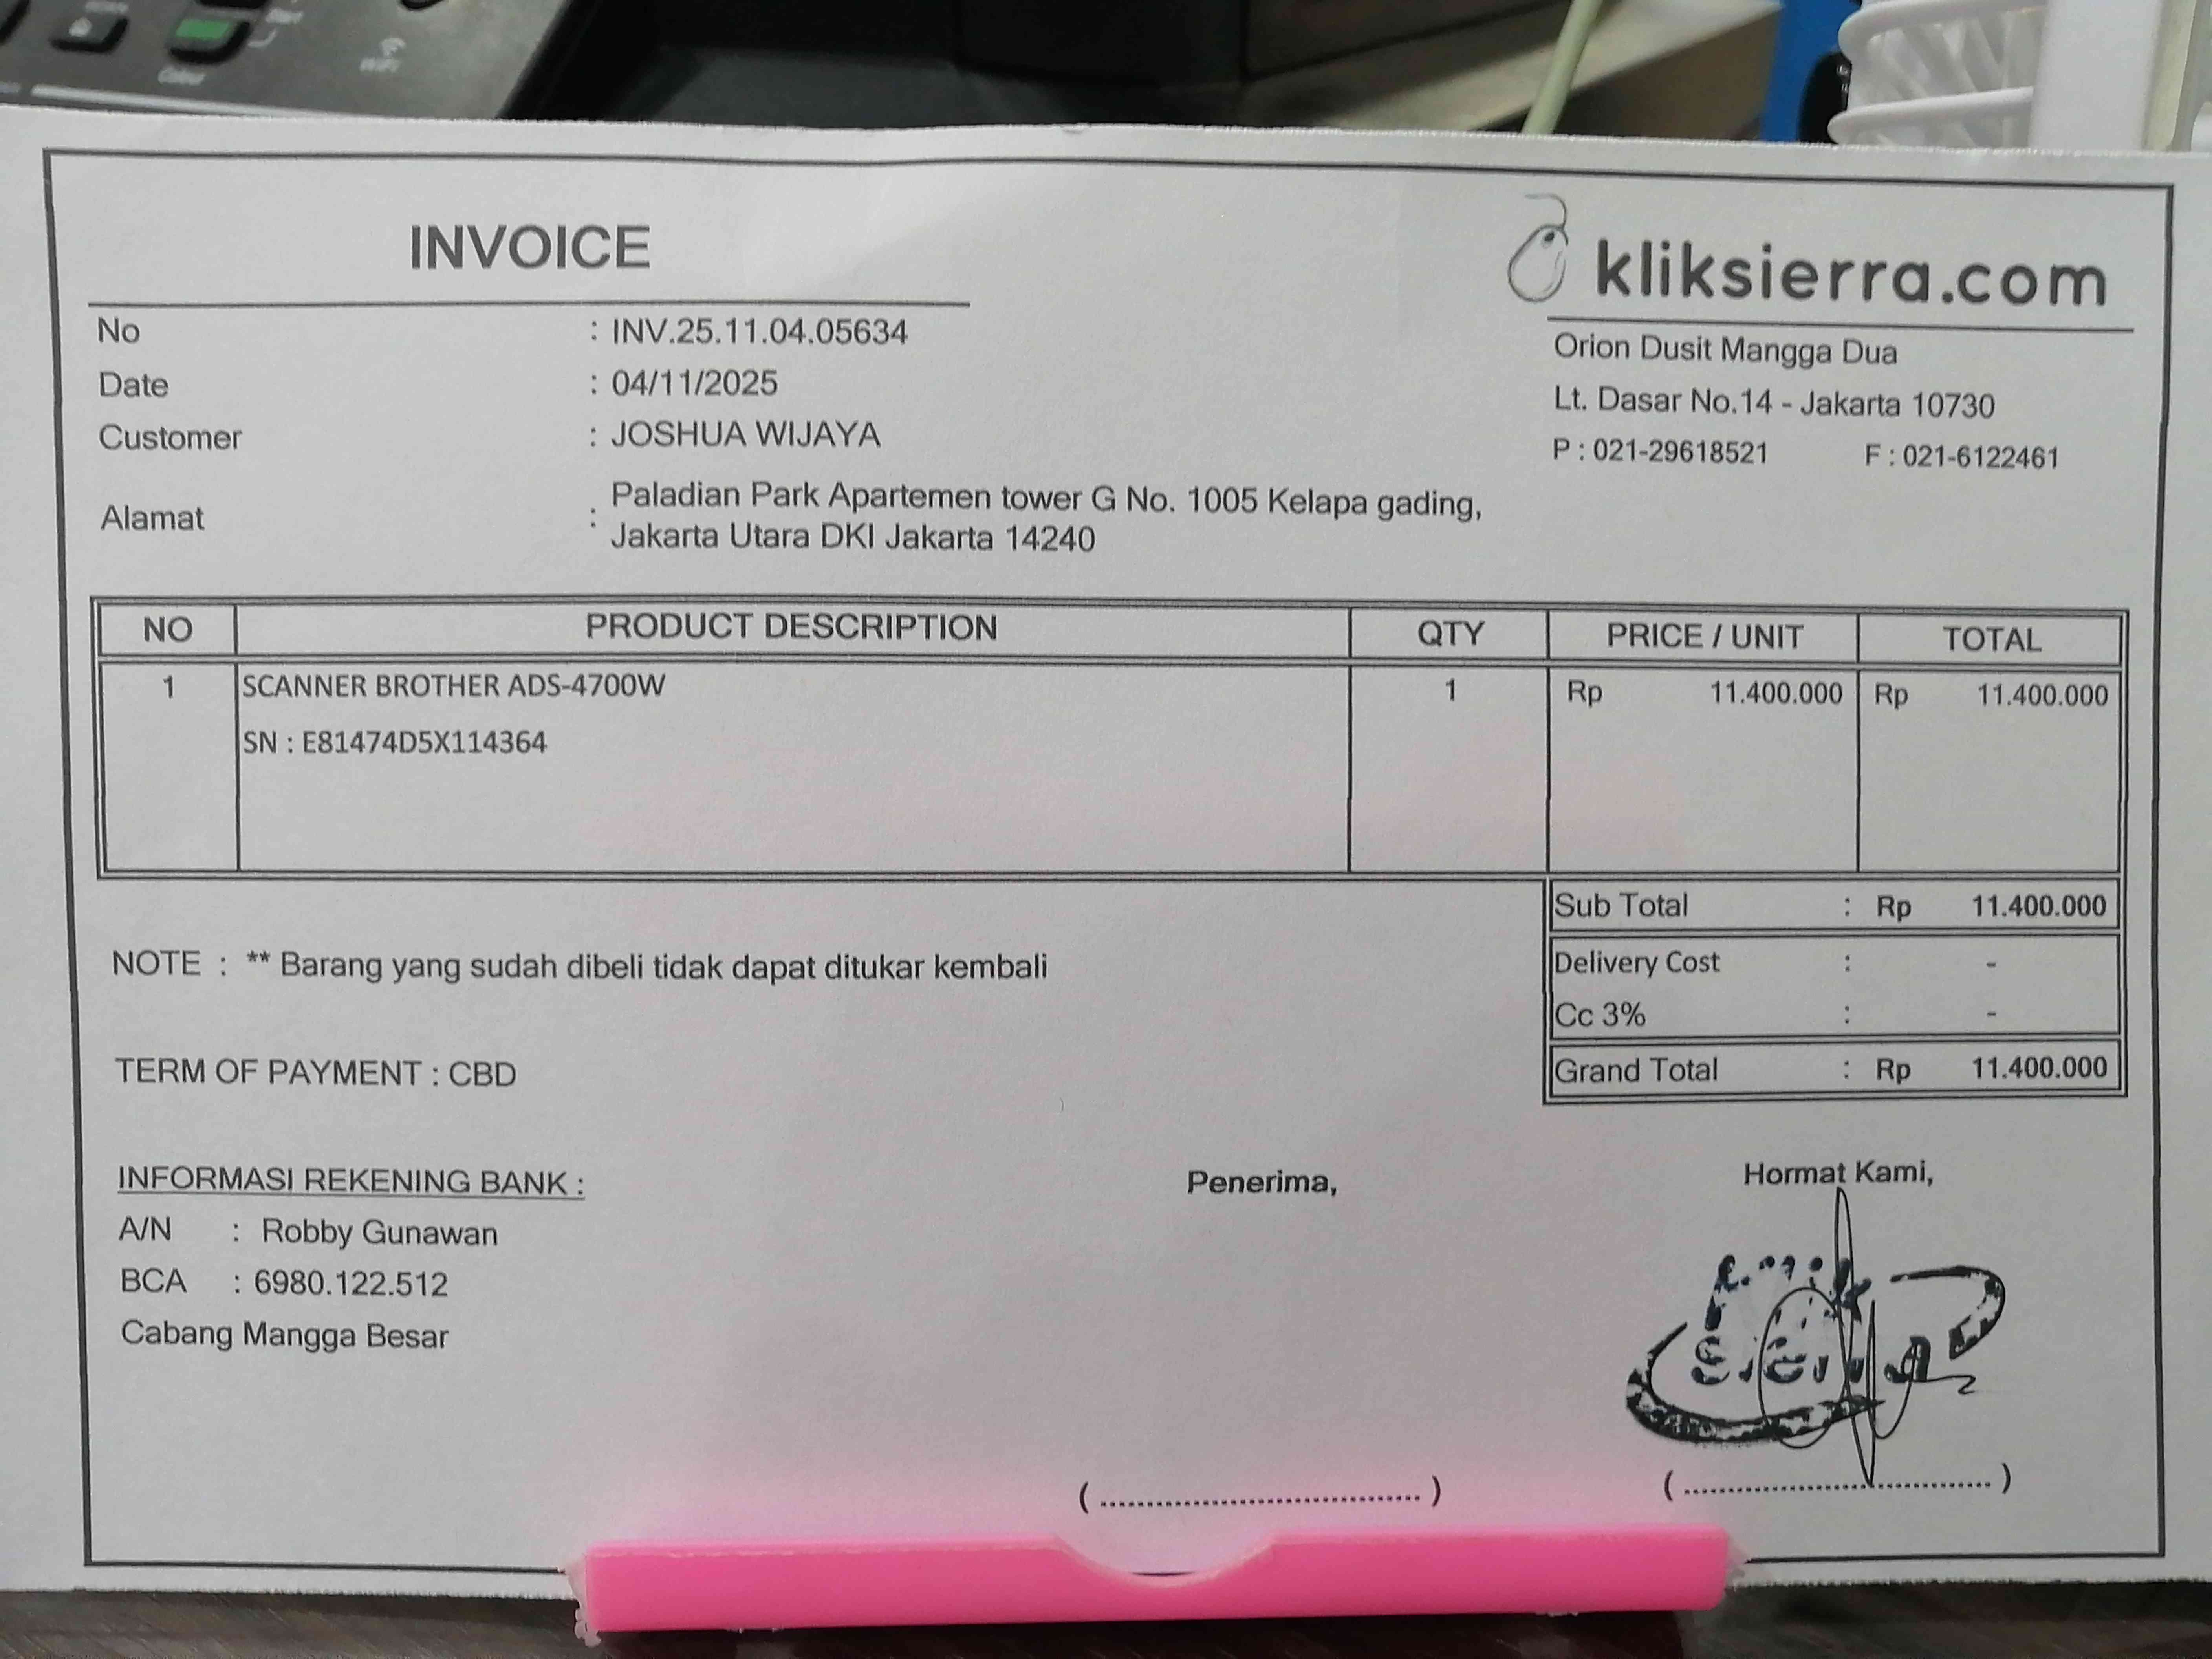 INVOICE
kliksierra.com
No : INV.25.11.04.05634
Date : 04/11/2025
Customer : JOSHUA WIJAYA
Alamat : Paladian Park Apartemen tower G No. 1005 Kelapa gading,
Jakarta Utara DKI Jakarta 14240
Orion Dusit Mangga Dua
Lt. Dasar No.14 - Jakarta 10730
P : 021-29618521 F : 021-6122461
NO PRODUCT DESCRIPTION QTY PRICE / UNIT TOTAL
1 SCANNER BROTHER ADS-4700W 1 Rp 11.400.000 Rp 11.400.000
SN : E81474D5X114364
Sub Total : Rp 11.400.000
Delivery Cost : -
Cc 3% : -
Grand Total : Rp 11.400.000
NOTE : ** Barang yang sudah dibeli tidak dapat ditukar kembali
TERM OF PAYMENT : CBD
INFORMASI REKENING BANK :
A/N : Robby Gunawan
BCA : 6980.122.512
Cabang Mangga Besar
Penerima,
Hormat Kami,
( ................................ )
( ................................ )